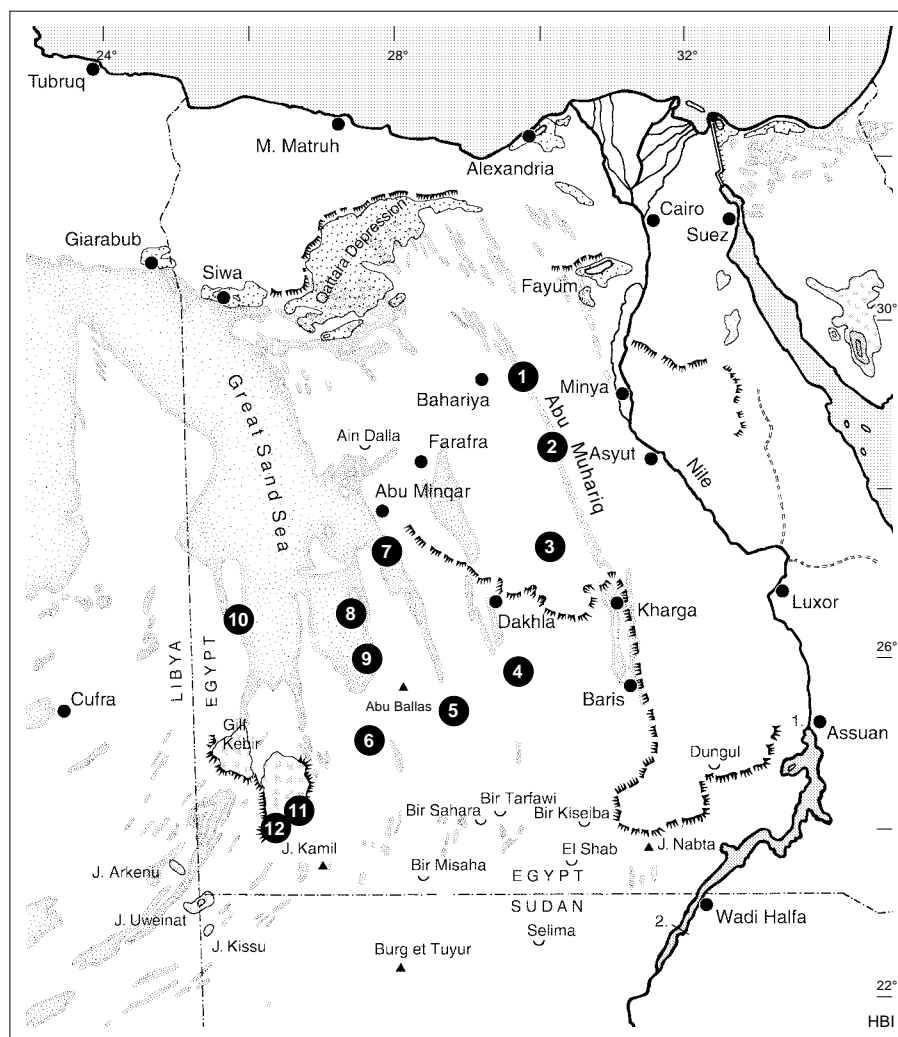 24°
28°
32°
Tubruq
M. Matruh
Alexandria
Cairo
Suez
Giarabub
Siwa
Qattara Depression
Fayum
30°
Great Sand Sea
1
Bahariya
Minya
Abu Muhariq
Ain Dalla
Farafra
2
Asyut
Nile
Abu Minqar
7
3
Luxor
8
Dakhla
Kharga
10
9
4
26°
LIBYA
EGYPT
Cufra
Abu Ballas
5
Baris
1.
Assuan
Gilf
Kebir
6
Dungul
11
12
Bir Sahara
Bir Tarfawi
Bir Kiseiba
J. Kamil
J. Nabta
El Shab
J. Arkenu
Bir Misaha
EGYPT
SUDAN
J. Uweinat
Wadi Halfa
2.
Selima
J. Kissu
Burg et Tuyur
22°
HBI